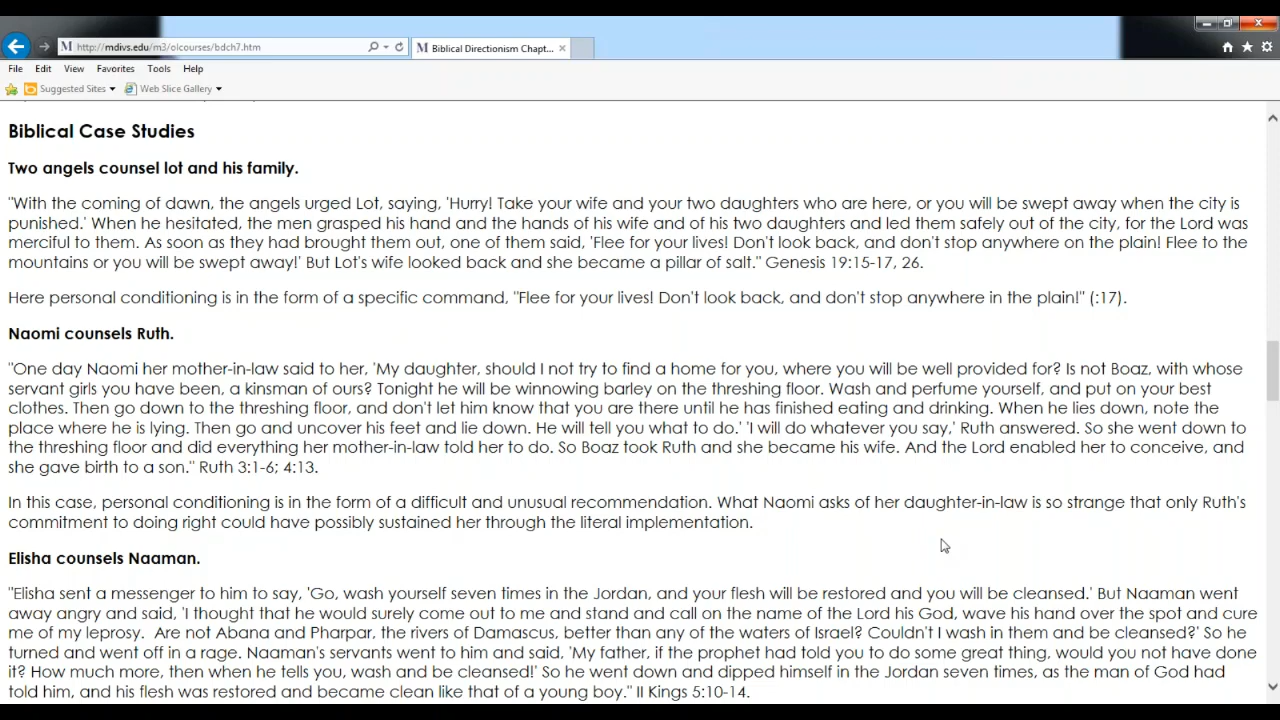 http://mdivs.edu/m3/olcourses/bdch7.htm
M Biblical Directionism Chapt...
File Edit View Favorites Tools Help
Suggested Sites Web Slice Gallery
Biblical Case Studies
Two angels counsel lot and his family.
"With the coming of dawn, the angels urged Lot, saying, 'Hurry! Take your wife and your two daughters who are here, or you will be swept away when the city is
punished.' When he hesitated, the men grasped his hand and the hands of his wife and of his two daughters and led them safely out of the city, for the Lord was
merciful to them. As soon as they had brought them out, one of them said, 'Flee for your lives! Don't look back, and don't stop anywhere on the plain! Flee to the
mountains or you will be swept away!' But Lot's wife looked back and she became a pillar of salt." Genesis 19:15-17, 26.
Here personal conditioning is in the form of a specific command, "Flee for your lives! Don't look back, and don't stop anywhere in the plain!" (:17).
Naomi counsels Ruth.
"One day Naomi her mother-in-law said to her, 'My daughter, should I not try to find a home for you, where you will be well provided for? Is not Boaz, with whose
servant girls you have been, a kinsman of ours? Tonight he will be winnowing barley on the threshing floor. Wash and perfume yourself, and put on your best
clothes. Then go down to the threshing floor, and don't let him know that you are there until he has finished eating and drinking. When he lies down, note the
place where he is lying. Then go and uncover his feet and lie down. He will tell you what to do.' 'I will do whatever you say,' Ruth answered. So she went down to
the threshing floor and did everything her mother-in-law told her to do. So Boaz took Ruth and she became his wife. And the Lord enabled her to conceive, and
she gave birth to a son." Ruth 3:1-6; 4:13.
In this case, personal conditioning is in the form of a difficult and unusual recommendation. What Naomi asks of her daughter-in-law is so strange that only Ruth's
commitment to doing right could have possibly sustained her through the literal implementation.
Elisha counsels Naaman.
"Elisha sent a messenger to him to say, 'Go, wash yourself seven times in the Jordan, and your flesh will be restored and you will be cleansed.' But Naaman went
away angry and said, 'I thought that he would surely come out to me and stand and call on the name of the Lord his God, wave his hand over the spot and cure
me of my leprosy. Are not Abana and Pharpar, the rivers of Damascus, better than any of the waters of Israel? Couldn't I wash in them and be cleansed?' So he
turned and went off in a rage. Naaman's servants went to him and said, 'My father, if the prophet had told you to do some great thing, would you not have done
it? How much more, then when he tells you, wash and be cleansed!' So he went down and dipped himself in the Jordan seven times, as the man of God had
told him, and his flesh was restored and became clean like that of a young boy." II Kings 5:10-14.